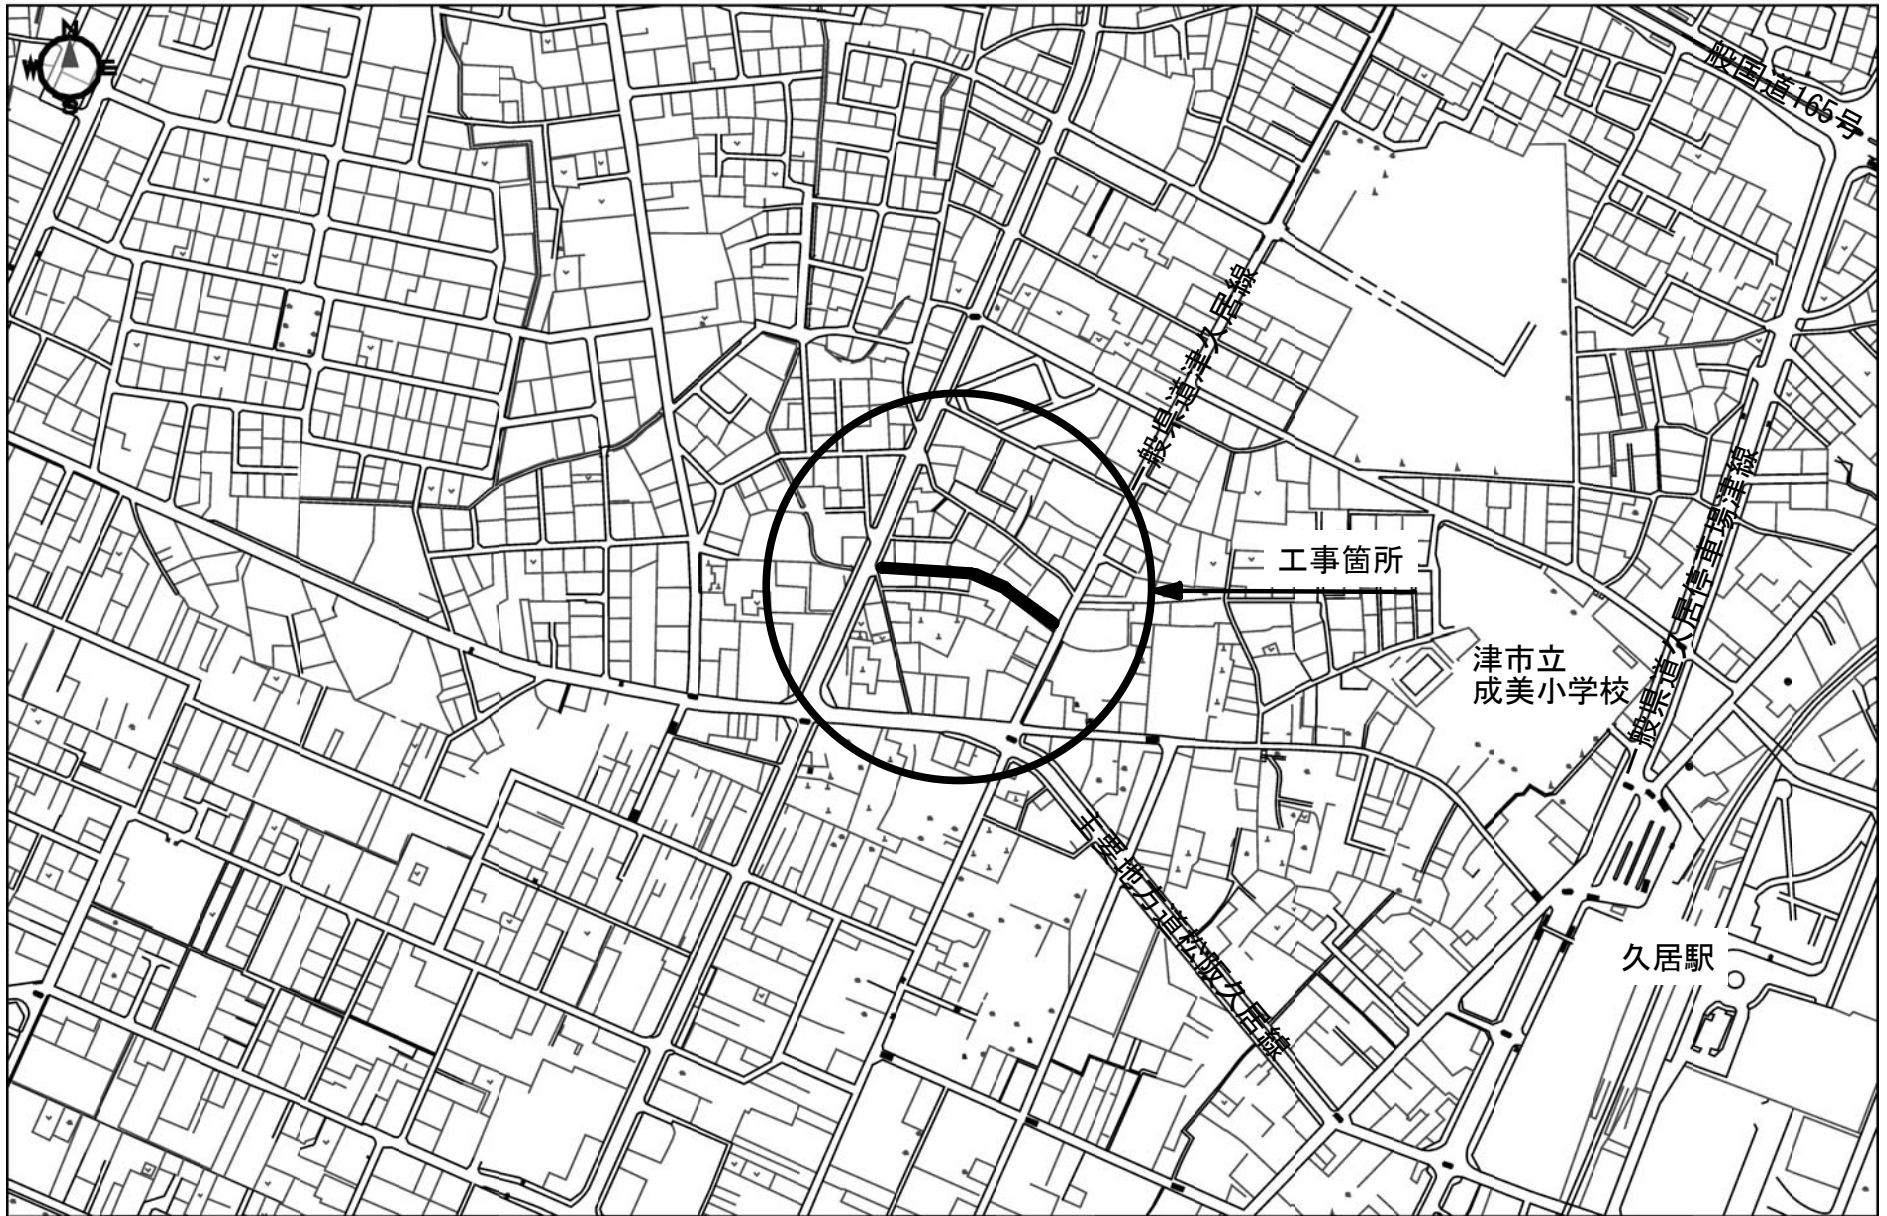 N
W
E
S
一般国道165号
一般県道津久居線
工事箇所
一般県道久居停車場津線
津市立
成美小学校
主要地方道松阪久居線
久居駅